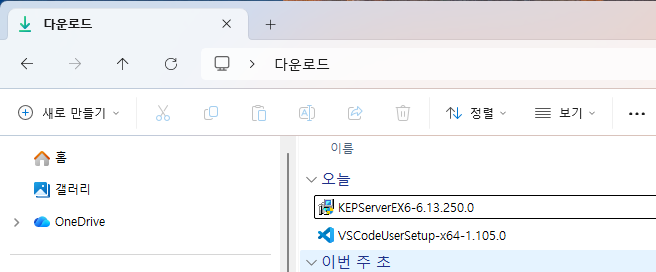 다운로드
다운로드
새로 만들기
정렬
보기
이름
홈
갤러리
OneDrive
오늘
KEPServerEX6-6.13.250.0
VSCodeUserSetup-x64-1.105.0
이번 주 초